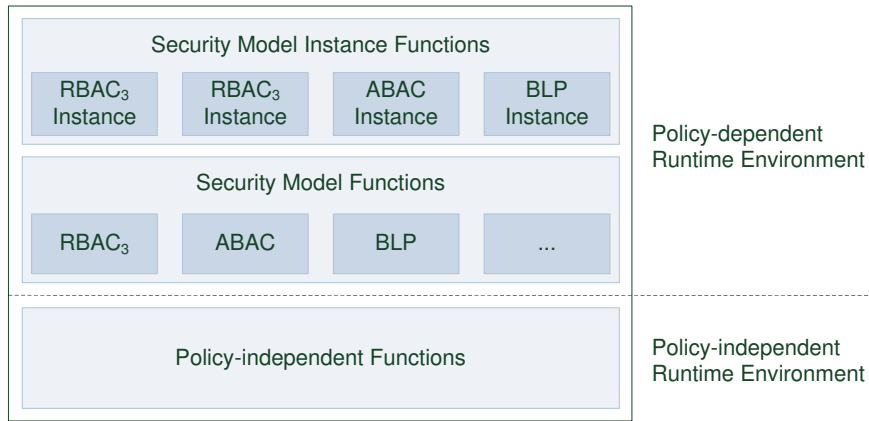 Security Model Instance Functions
RBAC₃
Instance
RBAC₃
Instance
ABAC
Instance
BLP
Instance
Policy-dependent
Runtime Environment
Security Model Functions
RBAC₃
ABAC
BLP
...
Policy-independent Functions
Policy-independent
Runtime Environment